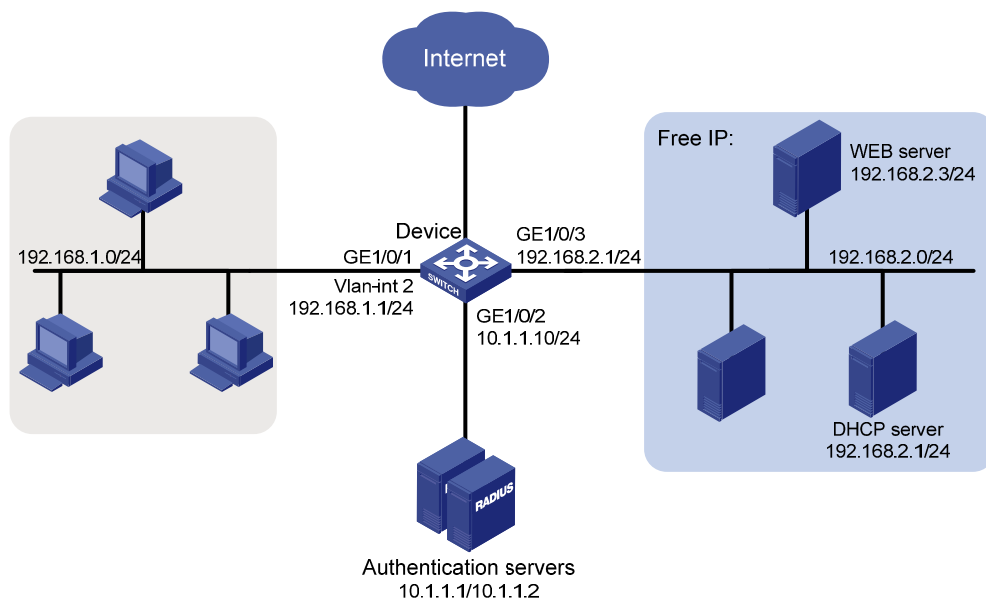 Internet
Free IP:
WEB server
192.168.2.3/24
Device
GE1/0/3
192.168.2.1/24
192.168.1.0/24
GE1/0/1
192.168.2.0/24
Vlan-int 2
192.168.1.1/24
SWITCH
GE1/0/2
10.1.1.10/24
DHCP server
192.168.2.1/24
RADIUS
Authentication servers
10.1.1.1/10.1.1.2